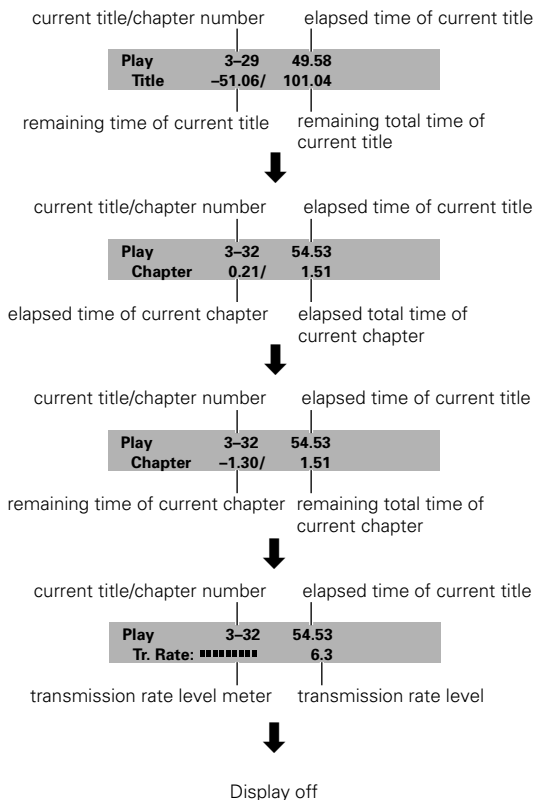 current title/chapter number elapsed time of current title
Play 3–29 49.58
Title –51.06/ 101.04
remaining time of current title remaining total time of
current title
current title/chapter number elapsed time of current title
Play 3–32 54.53
Chapter 0.21/ 1.51
elapsed time of current chapter elapsed total time of
current chapter
current title/chapter number elapsed time of current title
Play 3–32 54.53
Chapter –1.30/ 1.51
remaining time of current chapter remaining total time of
current chapter
current title/chapter number elapsed time of current title
Play 3–32 54.53
Tr. Rate: 6.3
transmission rate level meter transmission rate level
Display off